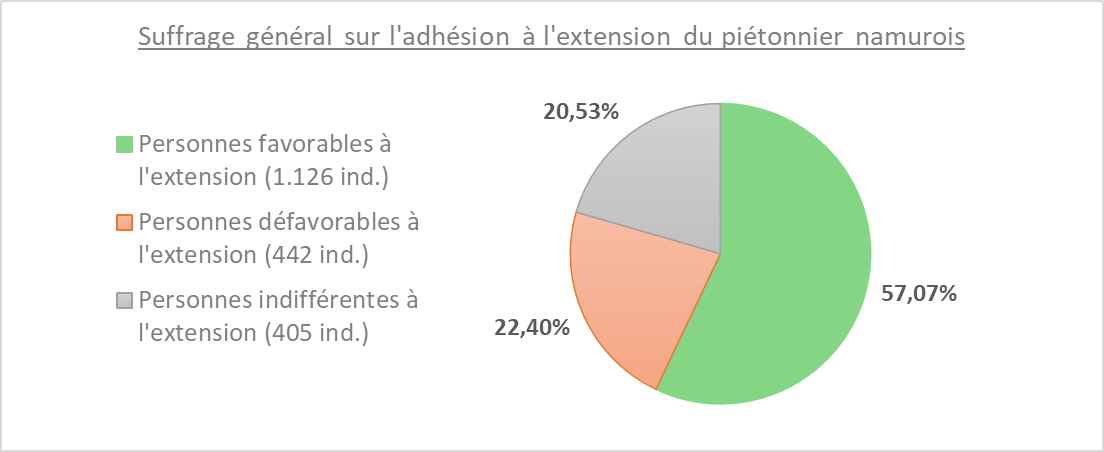 Suffrage général sur l'adhésion à l'extension du piétonnier namurois
20,53%
Personnes favorables à
l'extension (1.126 ind.)
Personnes défavorables à
l'extension (442 ind.)
Personnes indifférentes à
l'extension (405 ind.)
57,07%
22,40%